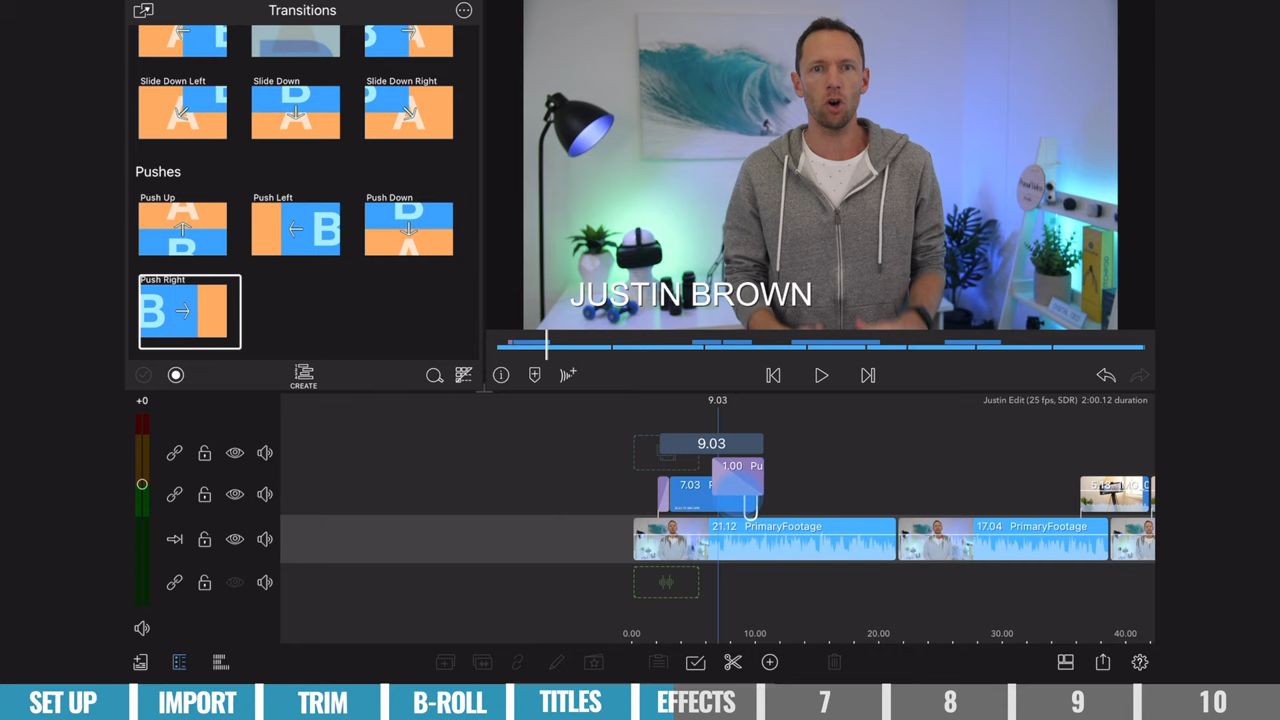 Transitions
A
B
A
Slide Down Left
Slide Down
Slide Down Right
A
B
A
A
Pushes
Push Up
Push Left
Push Down
A
B
B
B
A
Push Right
B
JUSTIN BROWN
CREATE
+0
9.03
Justin Edit (25 fps, SDR) 2:00.12 duration
9.03
1.00 Pu
7.03
21.12 PrimaryFootage
17.04 PrimaryFootage
0.00
10.00
20.00
30.00
40.00
SET UP
IMPORT
TRIM
B-ROLL
TITLES
EFFECTS
7
8
9
10